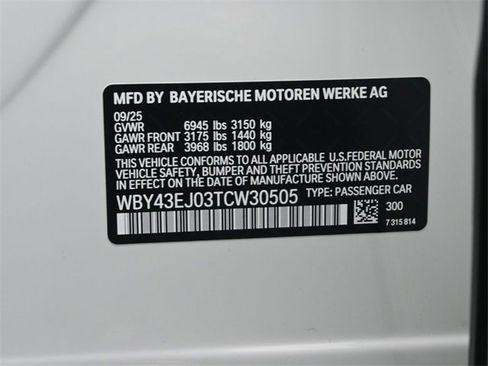 MFD BY BAYERISCHE MOTOREN WERKE AG
09/25
GVWR 6945 lbs 3150 kg
GAWR FRONT 3175 lbs 1440 kg
GAWR REAR 3968 lbs 1800 kg
THIS VEHICLE CONFORMS TO ALL APPLICABLE U.S.FEDERAL MOTOR
VEHICLE SAFETY, BUMPER AND THEFT PREVENTION STANDARDS
IN EFFECT ON THE DATE OF MANUFACTURE SHOWN ABOVE.
WBY43EJ03TCW30505 TYPE: PASSENGER CAR
300
7 315 814